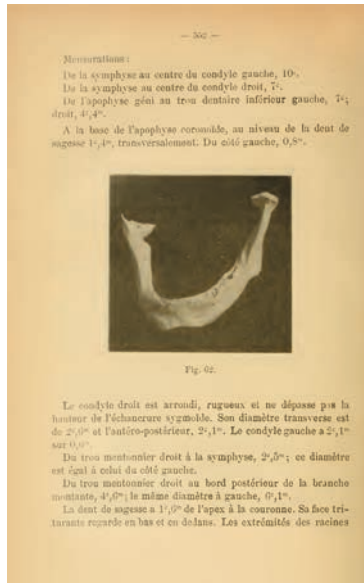 — 502 —
Mensurations :
De la symphyse au centre du condyle gauche, 10ᶜ.
De la symphyse au centre du condyle droit, 7ᶜ.
De l'apophyse géni au trou dentaire inférieur gauche, 7ᶜ;
droit, 4ᶜ,4ᵐ.
A la base de l'apophyse coronoïde, au niveau de la dent de
sagesse 1ᶜ,4ᵐ, transversalement. Du côté gauche, 0,8ᵐ.
Fig. 62.
Le condyle droit est arrondi, rugueux et ne dépasse pas la
hauteur de l'échancrure sygmoïde. Son diamètre transverse est
de 2ᶜ,6ᵐ et l'antéro-postérieur, 2ᶜ,1ᵐ. Le condyle gauche a 2ᶜ,1ᵐ
sur
Du trou mentonnier droit à la symphyse, 2ᶜ,5ᵐ; ce diamètre
est égal à celui du côté gauche.
Du trou mentonnier droit au bord postérieur de la branche
montante, 4ᶜ,6ᵐ; le même diamètre à gauche, 6ᶜ,1ᵐ.
La dent de sagesse a 1ᶜ,6ᵐ de l'apex à la couronne. Sa face tri-
turante regarde en bas et en dedans. Les extrémités des racines